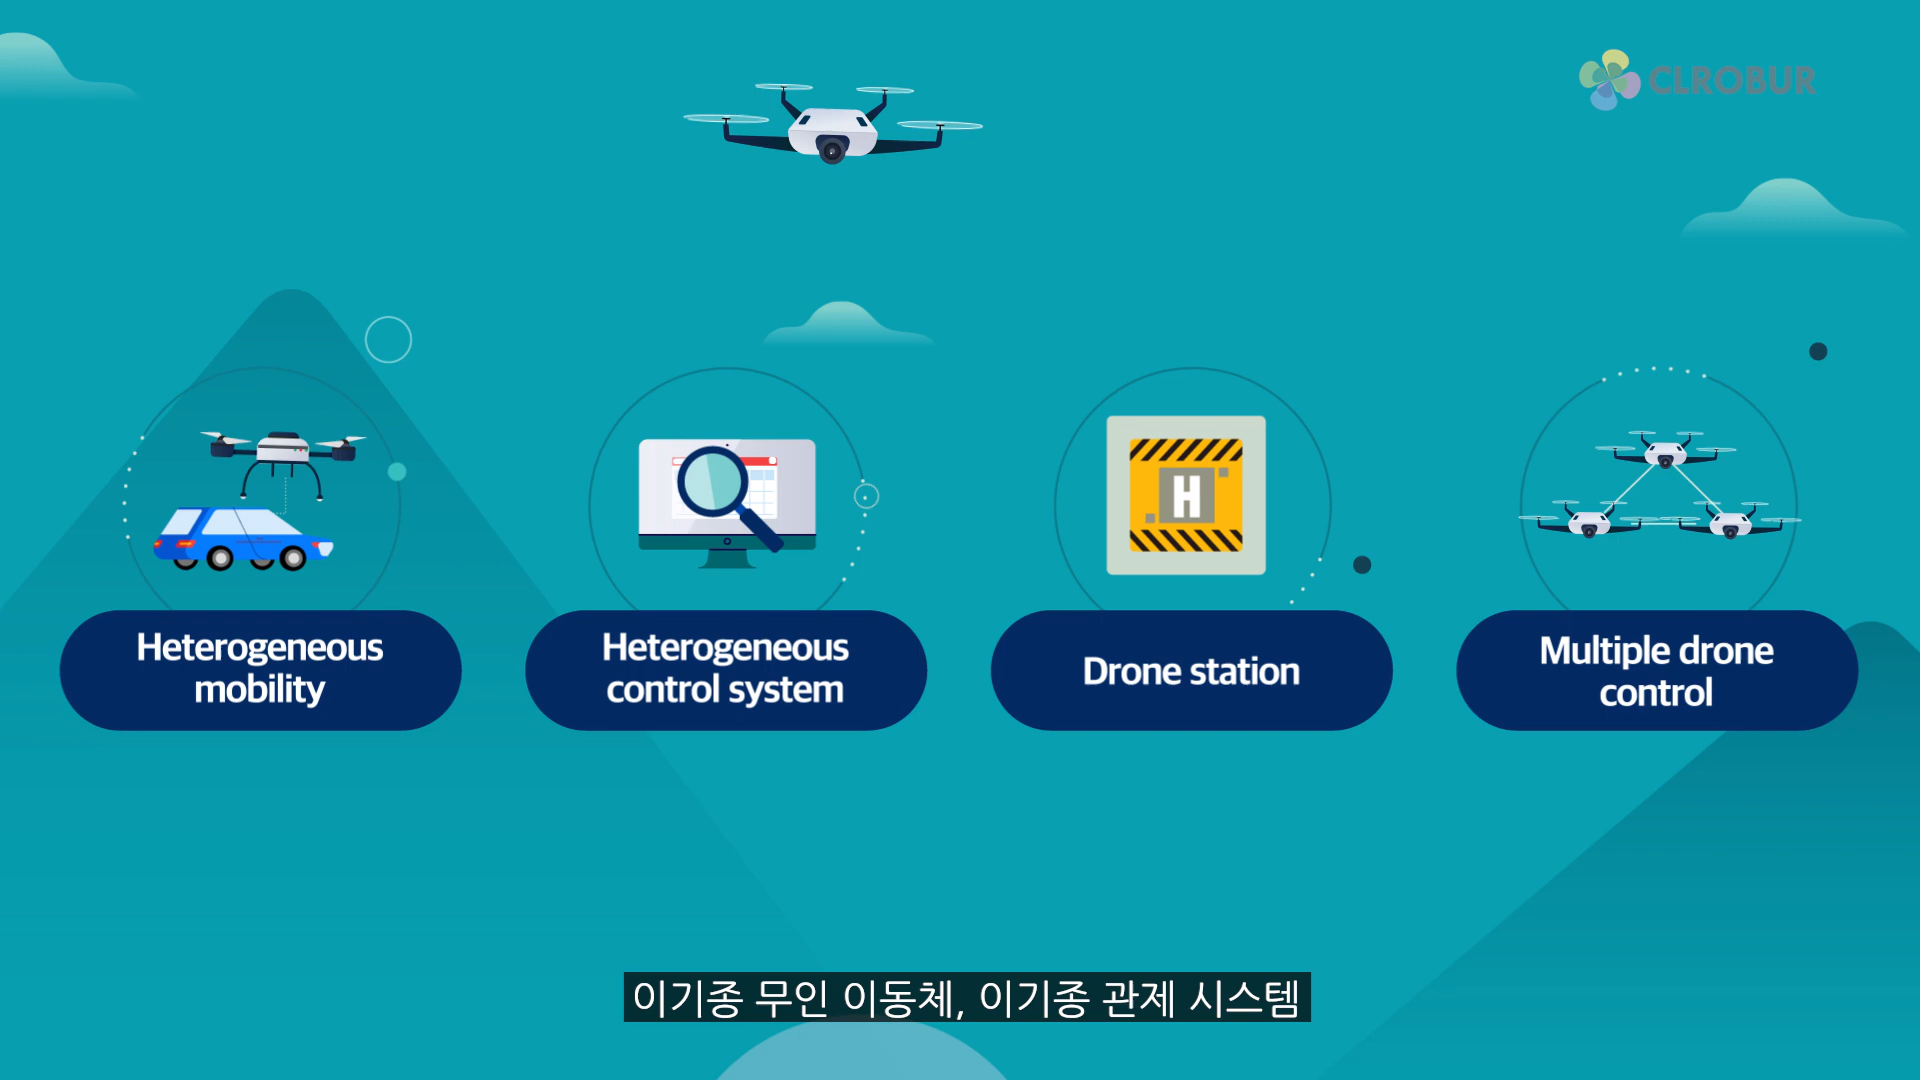 CLROBUR
H
Heterogeneous
mobility
Heterogeneous
control system
Drone station
Multiple drone
control
이기종 무인 이동체, 이기종 관제 시스템